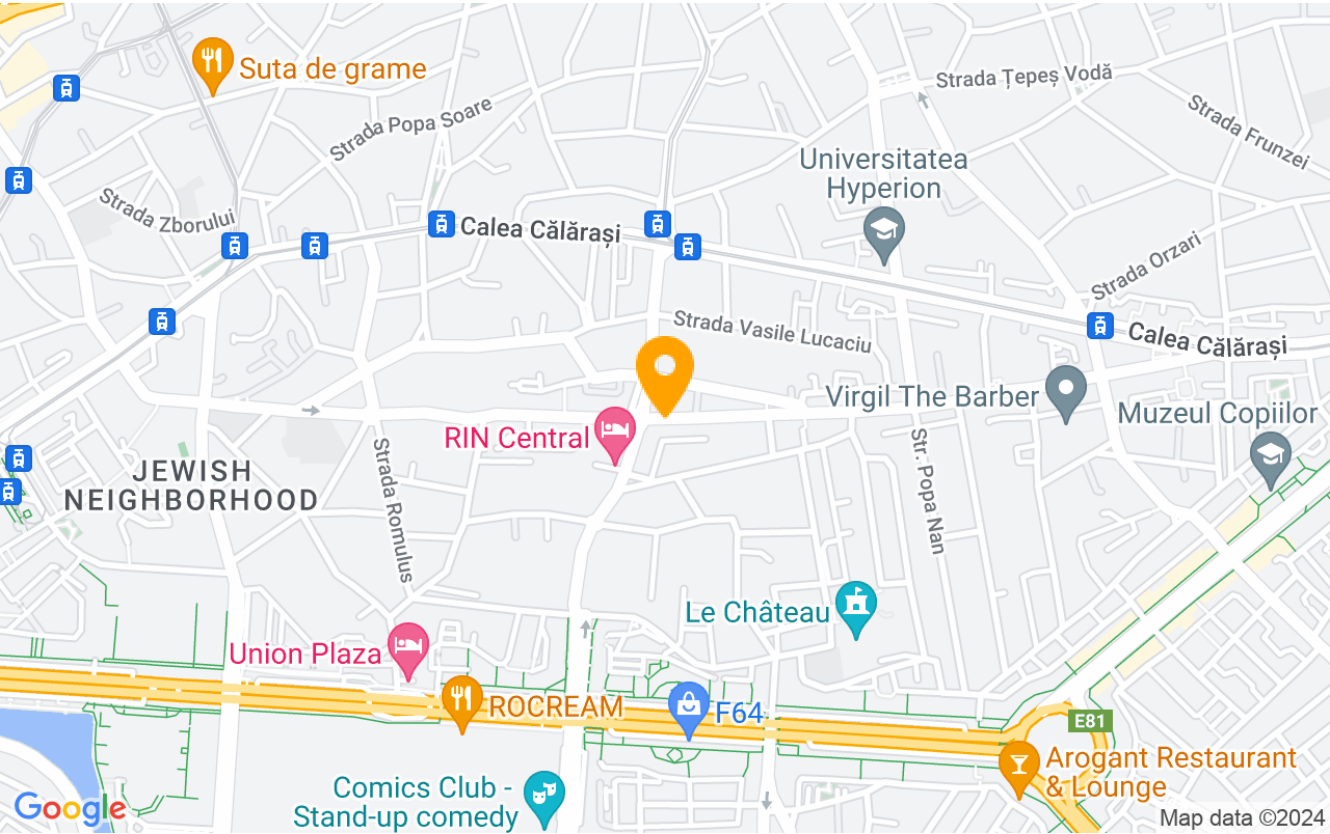 Suta de grame
Strada Țepeș Vodă
Strada Popa Soare
Strada Frunzei
Universitatea
Hyperion
Strada Zborului
Calea Călărași
Strada Orzari
Strada Vasile Lucaciu
Calea Călărași
Virgil The Barber
Muzeul Copiilor
RIN Central
JEWISH
NEIGHBORHOOD
Strada Romulus
Str. Popa Nan
Le Château
Union Plaza
ROCREAM
F64
E81
Arogant Restaurant
& Lounge
Comics Club -
Stand-up comedy
Google
Map data ©2024